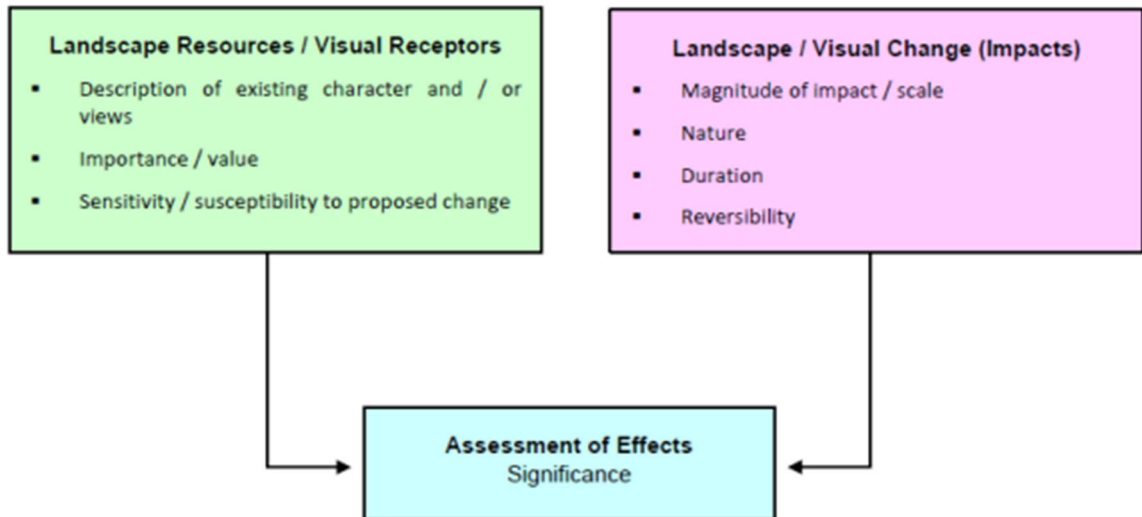 Landscape Resources / Visual Receptors
▪ Description of existing character and / or
views
▪ Importance / value
▪ Sensitivity / susceptibility to proposed change
Landscape / Visual Change (Impacts)
▪ Magnitude of impact / scale
▪ Nature
▪ Duration
▪ Reversibility
Assessment of Effects
Significance